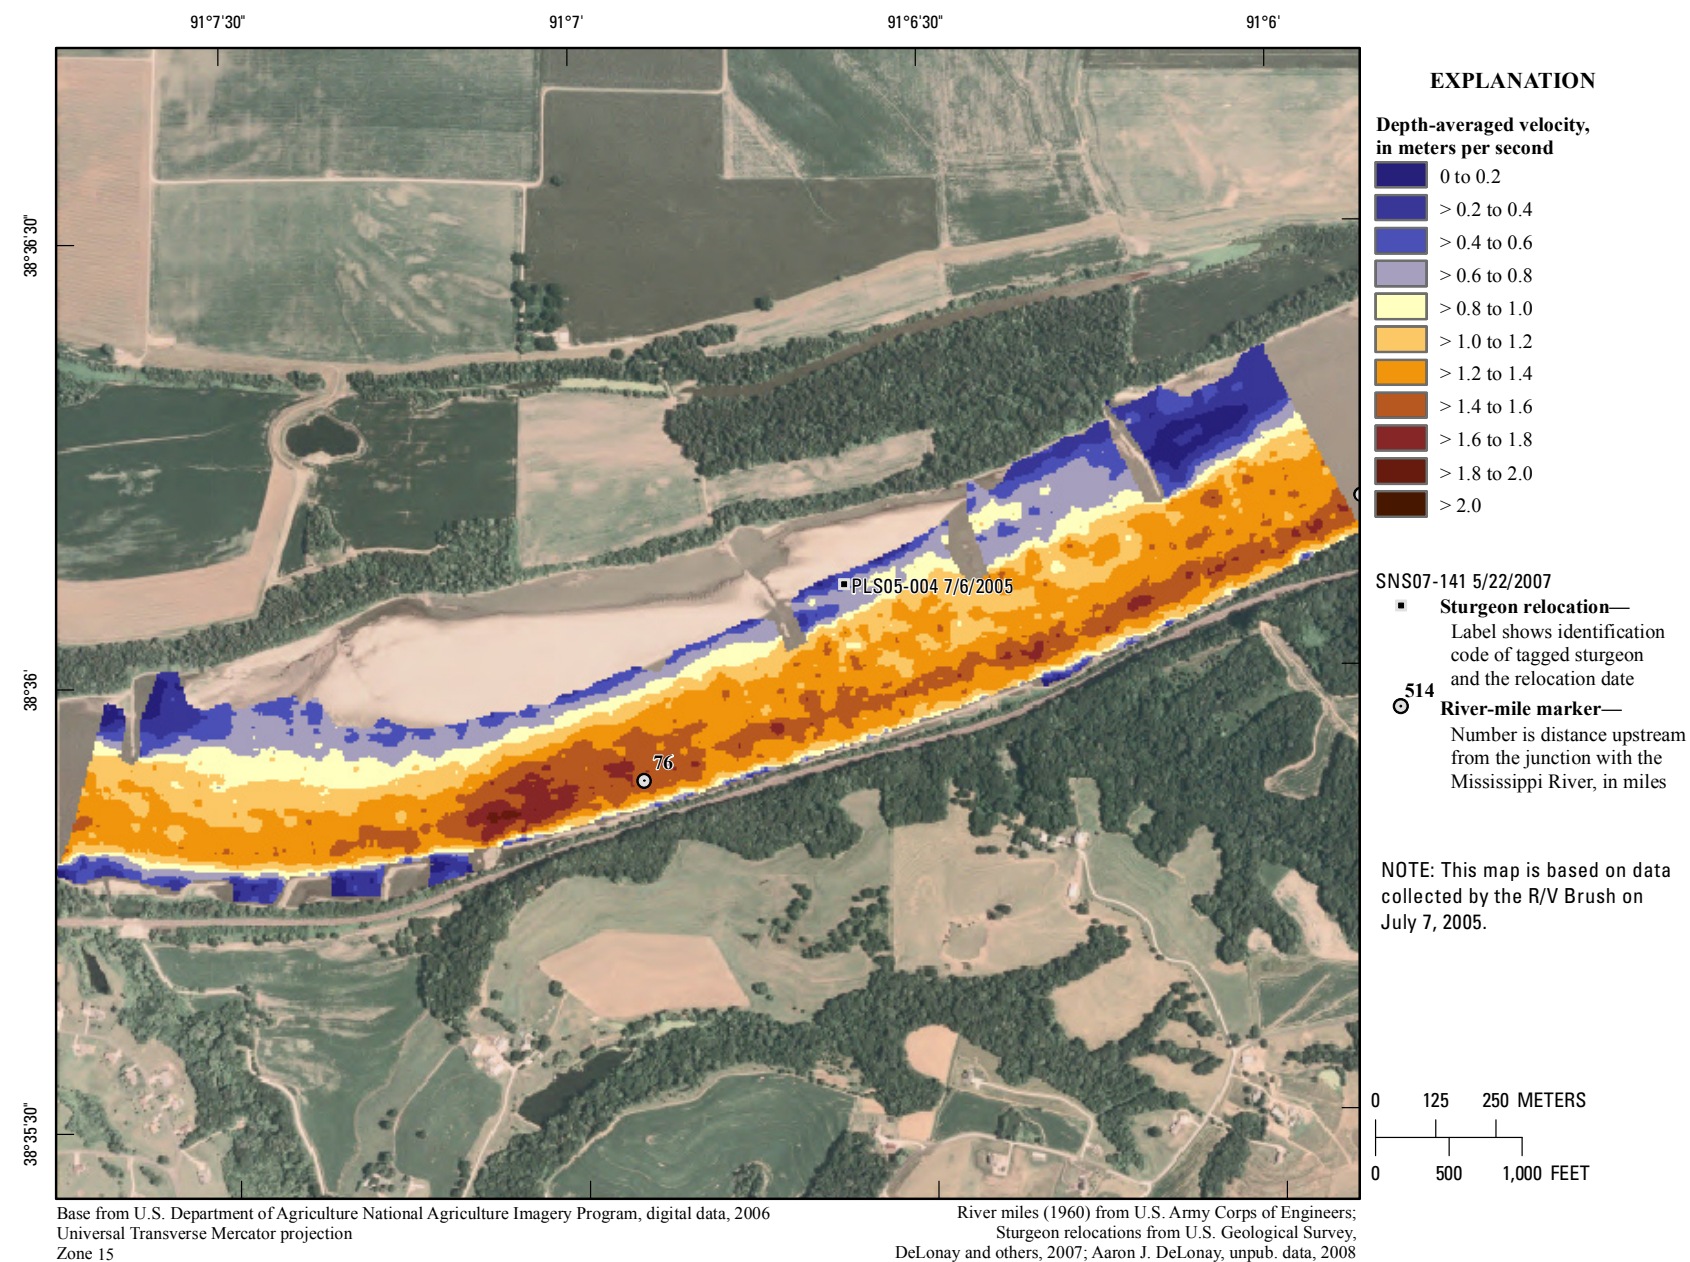 91°7'30"
91°7'
91°6'30"
91°6'
38°36'30"
38°36'
38°35'30"
PLS05-004 7/6/2005
76
EXPLANATION
Depth-averaged velocity,
in meters per second
0 to 0.2
> 0.2 to 0.4
> 0.4 to 0.6
> 0.6 to 0.8
> 0.8 to 1.0
> 1.0 to 1.2
> 1.2 to 1.4
> 1.4 to 1.6
> 1.6 to 1.8
> 1.8 to 2.0
> 2.0
SNS07-141 5/22/2007
Sturgeon relocation—
Label shows identification
code of tagged sturgeon
and the relocation date
514
River-mile marker—
Number is distance upstream
from the junction with the
Mississippi River, in miles
NOTE: This map is based on data
collected by the R/V Brush on
July 7, 2005.
0 125 250 METERS
0 500 1,000 FEET
Base from U.S. Department of Agriculture National Agriculture Imagery Program, digital data, 2006
Universal Transverse Mercator projection
Zone 15
River miles (1960) from U.S. Army Corps of Engineers;
Sturgeon relocations from U.S. Geological Survey,
DeLonay and others, 2007; Aaron J. DeLonay, unpub. data, 2008